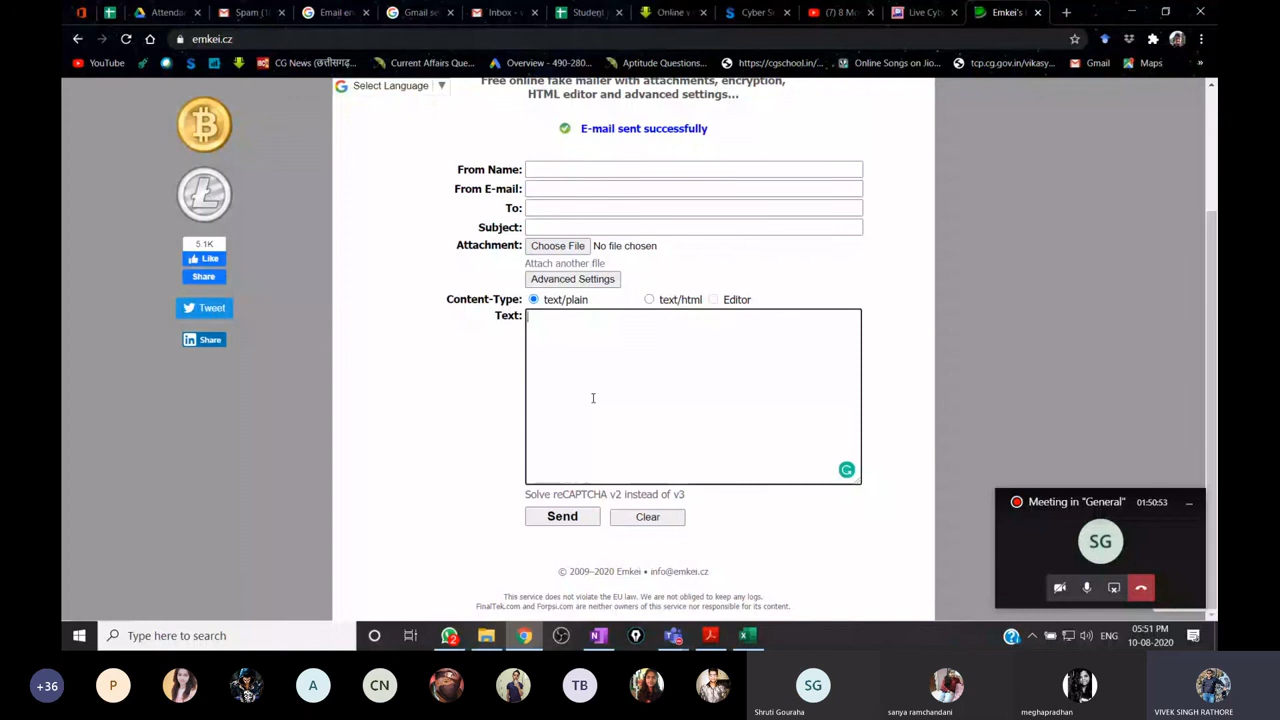 Attendan
Spam (1
Email en
Gmail se
Inbox - v
Student j
Online v
Cyber Se
(7) 8 Mo
Live Cyb
Emkei's
emkei.cz
YouTube
CG News (छत्तीसगढ़...
Current Affairs Que...
Overview - 490-280...
Aptitude Questions...
https://cgschool.in/...
Online Songs on Jio...
tcp.cg.gov.in/vikasy...
Gmail
Maps
»
Select Language ▼
Free online fake mailer with attachments, encryption,
HTML editor and advanced settings...
E-mail sent successfully
From Name:
From E-mail:
To:
Subject:
Attachment: Choose File No file chosen
Attach another file
Advanced Settings
Content-Type: text/plain text/html Editor
Text:
5.1K
Like
Share
Tweet
Share
Solve reCAPTCHA v2 instead of v3
Send Clear
© 2009–2020 Emkei • info@emkei.cz
This service does not violate the EU law. We are not obliged to keep any logs.
FinalTek.com and Forpsi.com are neither owners of this service nor responsible for its content.
Meeting in "General" 01:50:53
SG
Type here to search
2
ENG
05:51 PM
10-08-2020
+36
P
A
CN
TB
SG
Shruti Gouraha
sanya ramchandani
meghapradhan
VIVEK SINGH RATHORE